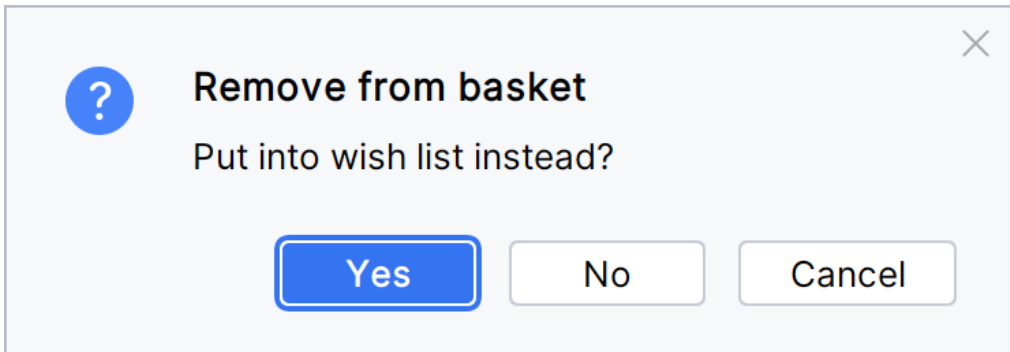 Remove from basket
Put into wish list instead?
Yes No Cancel